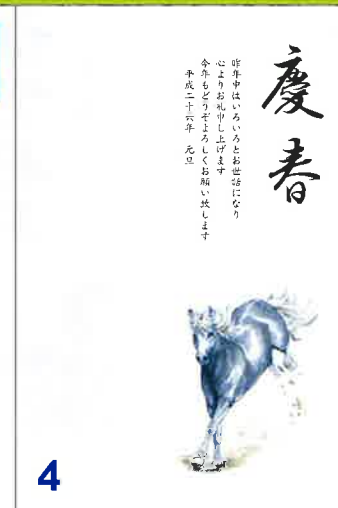 慶春
昨年中はいろいろとお世話になり
心よりお礼申し上げます
今年もどうぞよろしくお願い致します
平成二十六年　元旦
4